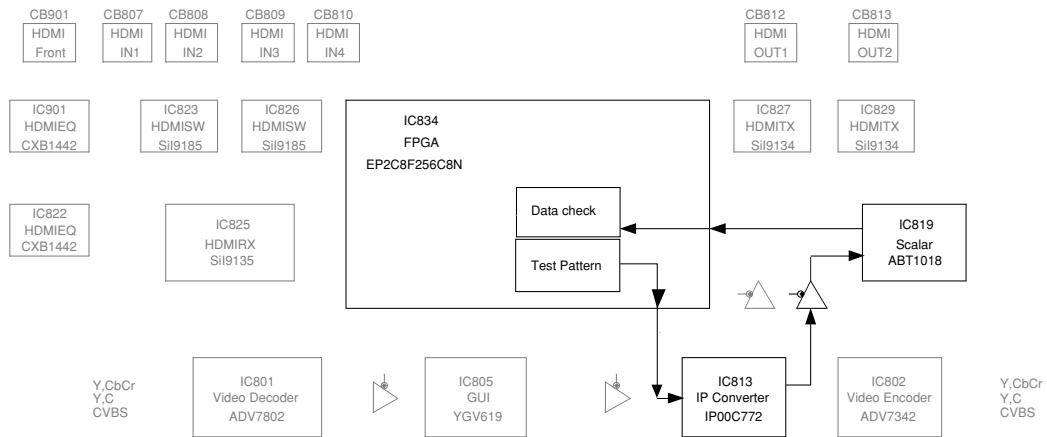 CB901
HDMI
Front
CB807
HDMI
IN1
CB808
HDMI
IN2
CB809
HDMI
IN3
CB810
HDMI
IN4
CB812
HDMI
OUT1
CB813
HDMI
OUT2
IC901
HDMIEQ
CXB1442
IC823
HDMISW
SiI9185
IC826
HDMISW
SiI9185
IC834
FPGA
EP2C8F256C8N
IC827
HDMITX
SiI9134
IC829
HDMITX
SiI9134
IC822
HDMIEQ
CXB1442
IC825
HDMIRX
SiI9135
Data check
Test Pattern
IC819
Scalar
ABT1018
Y,CbCr
Y,C
CVBS
IC801
Video Decoder
ADV7802
IC805
GUI
YGV619
IC813
IP Converter
IP00C772
IC802
Video Encoder
ADV7342
Y,CbCr
Y,C
CVBS